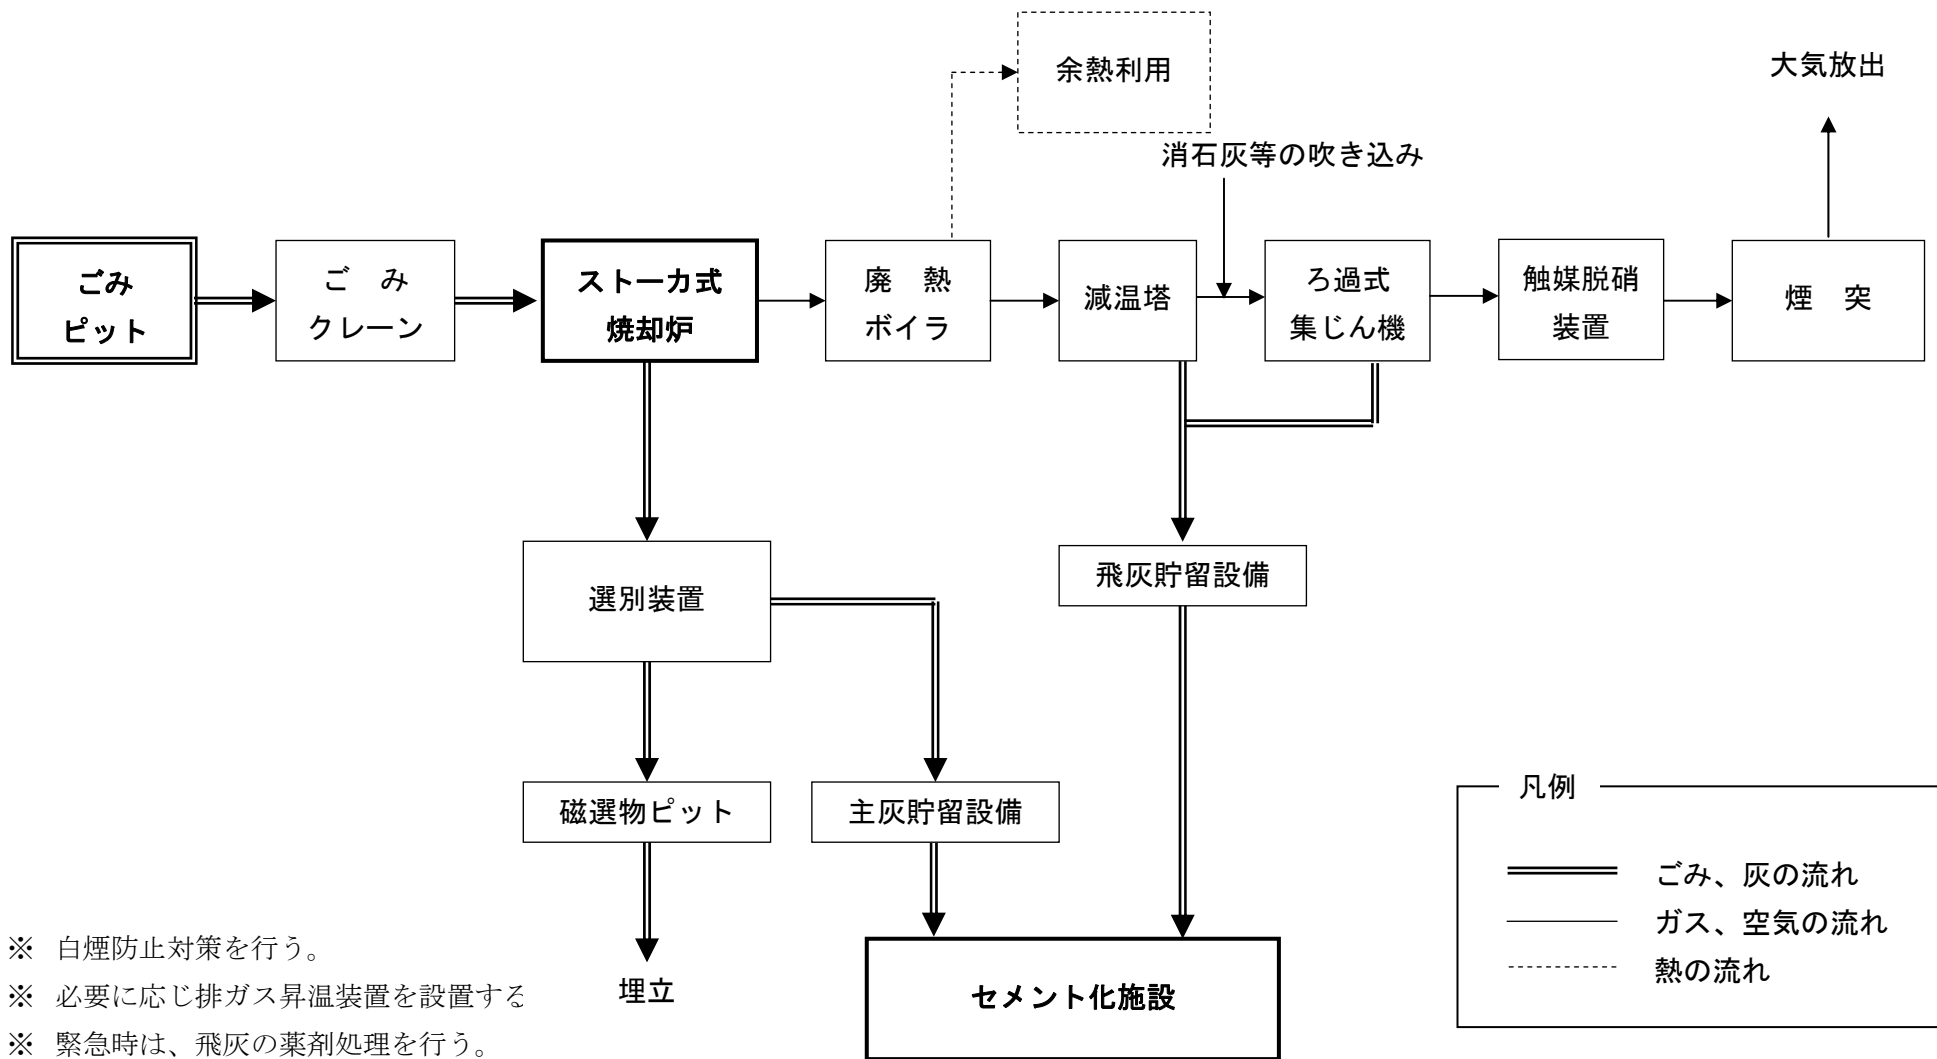 余熱利用
大気放出
消石灰等の吹き込み
ごみ
ピット
ご　み
クレーン
ストーカ式
焼却炉
廃　熱
ボイラ
減温塔
ろ過式
集じん機
触媒脱硝
装置
煙　突
選別装置
飛灰貯留設備
磁選物ピット
主灰貯留設備
埋立
セメント化施設
凡例
ごみ、灰の流れ
ガス、空気の流れ
熱の流れ
※　白煙防止対策を行う。
※　必要に応じ排ガス昇温装置を設置する
※　緊急時は、飛灰の薬剤処理を行う。